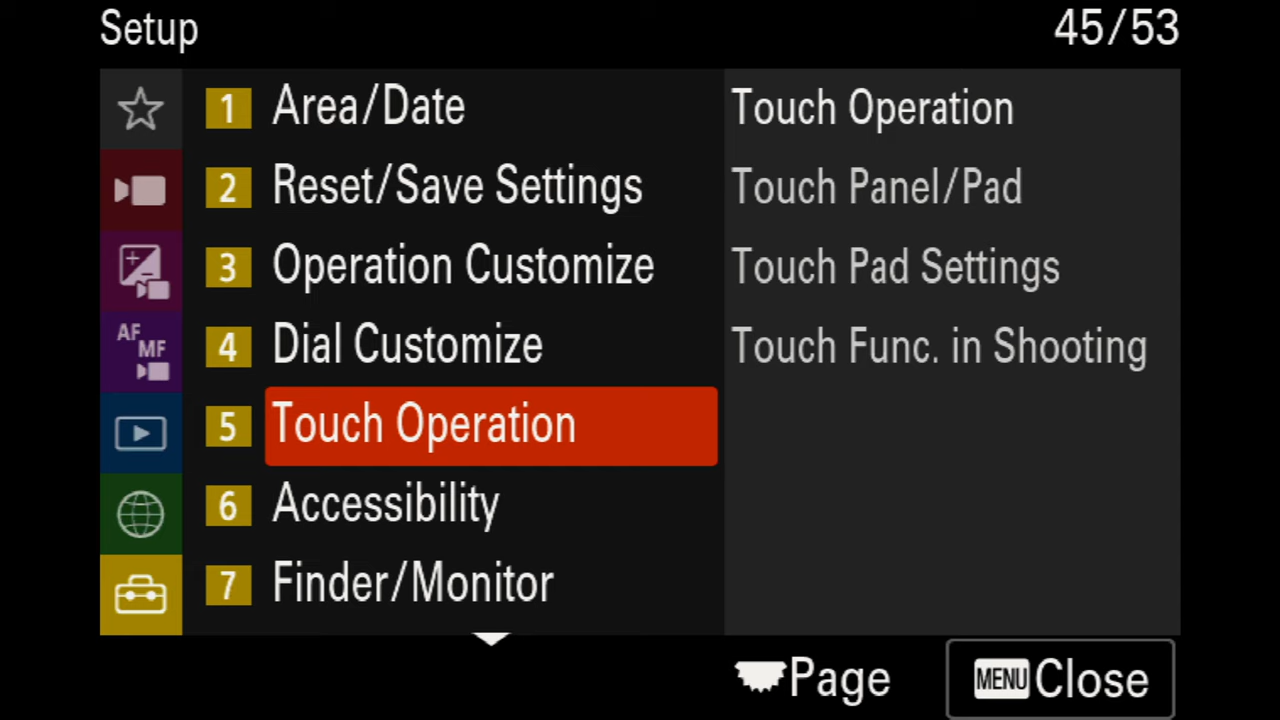 Setup 45/53
1 Area/Date
2 Reset/Save Settings
3 Operation Customize
4 Dial Customize
5 Touch Operation
6 Accessibility
7 Finder/Monitor
AF
MF
Touch Operation
Touch Panel/Pad
Touch Pad Settings
Touch Func. in Shooting
Page
MENU Close